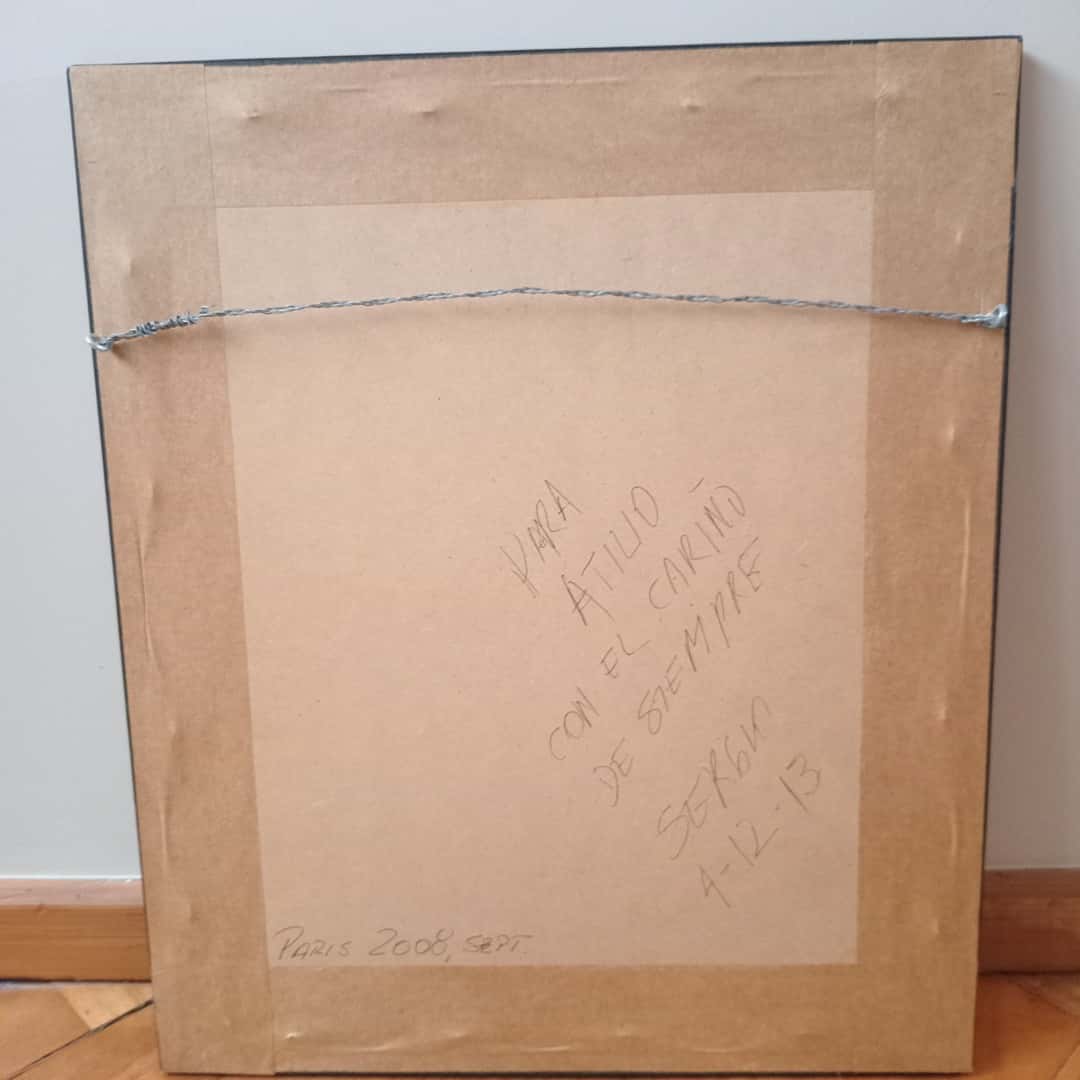 PARA
ATILIO
CON EL CARIÑO
DE SIEMPRE
SERGIO
4-12-13
PARIS 2008, SEPT.